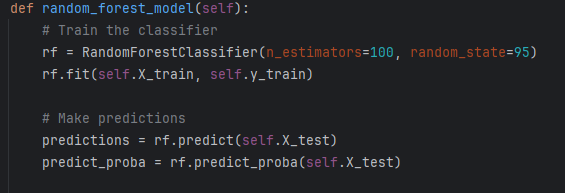 def random_forest_model(self):
# Train the classifier
rf = RandomForestClassifier(n_estimators=100, random_state=95)
rf.fit(self.X_train, self.y_train)
# Make predictions
predictions = rf.predict(self.X_test)
predict_proba = rf.predict_proba(self.X_test)